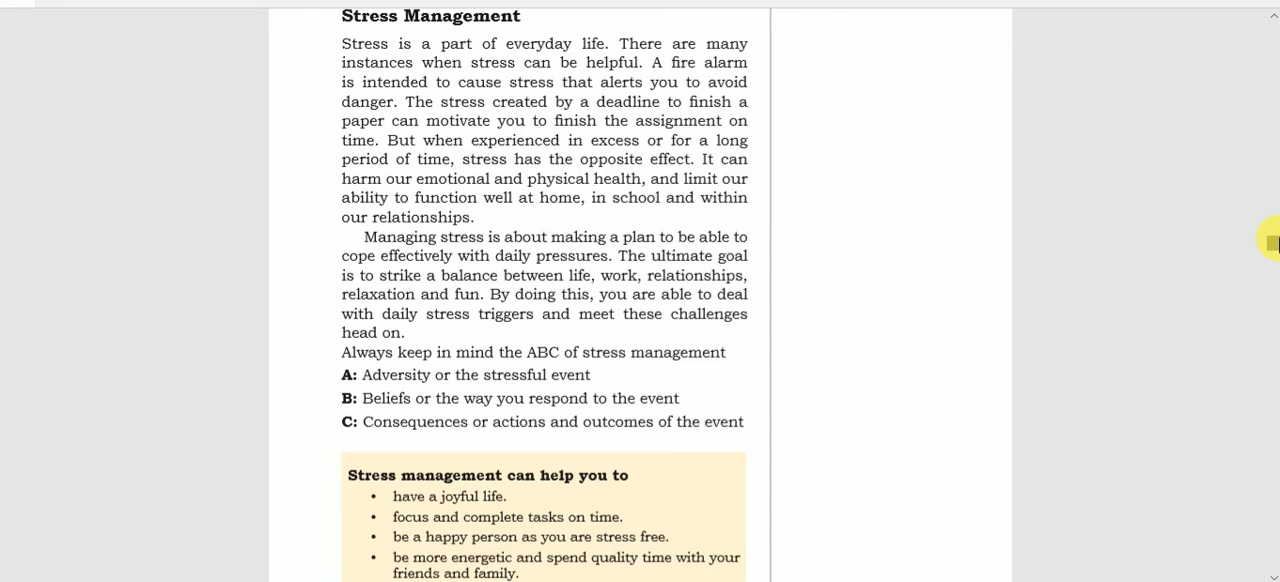 Stress Management
Stress is a part of everyday life. There are many
instances when stress can be helpful. A fire alarm
is intended to cause stress that alerts you to avoid
danger. The stress created by a deadline to finish a
paper can motivate you to finish the assignment on
time. But when experienced in excess or for a long
period of time, stress has the opposite effect. It can
harm our emotional and physical health, and limit our
ability to function well at home, in school and within
our relationships.
Managing stress is about making a plan to be able to
cope effectively with daily pressures. The ultimate goal
is to strike a balance between life, work, relationships,
relaxation and fun. By doing this, you are able to deal
with daily stress triggers and meet these challenges
head on.
Always keep in mind the ABC of stress management
A: Adversity or the stressful event
B: Beliefs or the way you respond to the event
C: Consequences or actions and outcomes of the event
Stress management can help you to
• have a joyful life.
• focus and complete tasks on time.
• be a happy person as you are stress free.
• be more energetic and spend quality time with your
friends and family.